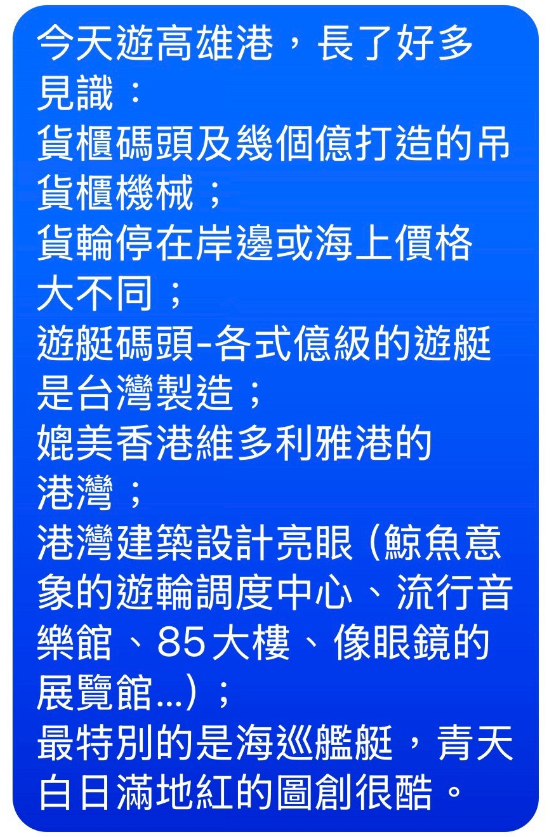 今天遊高雄港，長了好多
見識：
貨櫃碼頭及幾個億打造的吊
貨櫃機械；
貨輪停在岸邊或海上價格
大不同；
遊艇碼頭-各式億級的遊艇
是台灣製造；
媲美香港維多利雅港的
港灣；
港灣建築設計亮眼 (鯨魚意
象的遊輪調度中心、流行音
樂館、85大樓、像眼鏡的
展覽館...)；
最特別的是海巡艦艇，青天
白日滿地紅的圖創很酷。